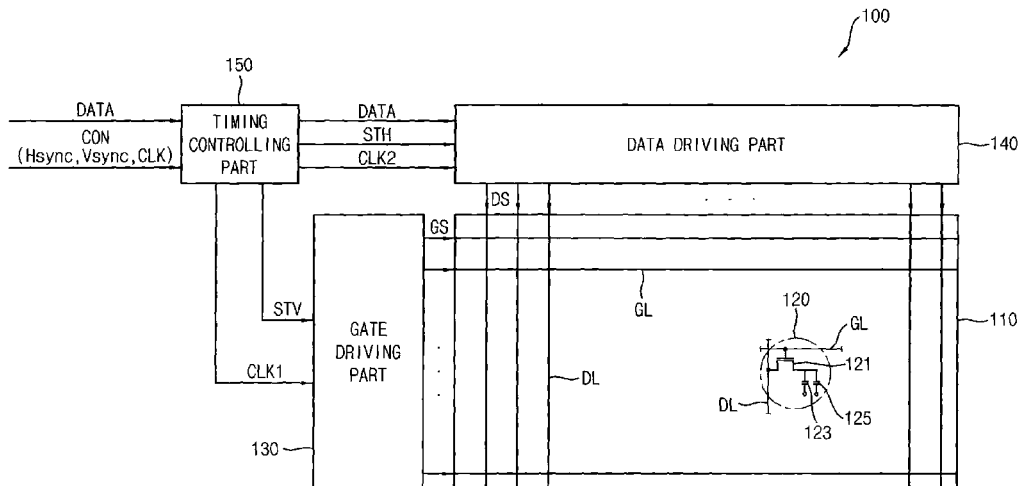 100
150
DATA
CON
(Hsync,Vsync,CLK)
TIMING
CONTROLLING
PART
DATA
STH
CLK2
DATA DRIVING PART
140
DS
GS
GL
STV
CLK1
GATE
DRIVING
PART
130
DL
120
GL
121
DL
123
125
110